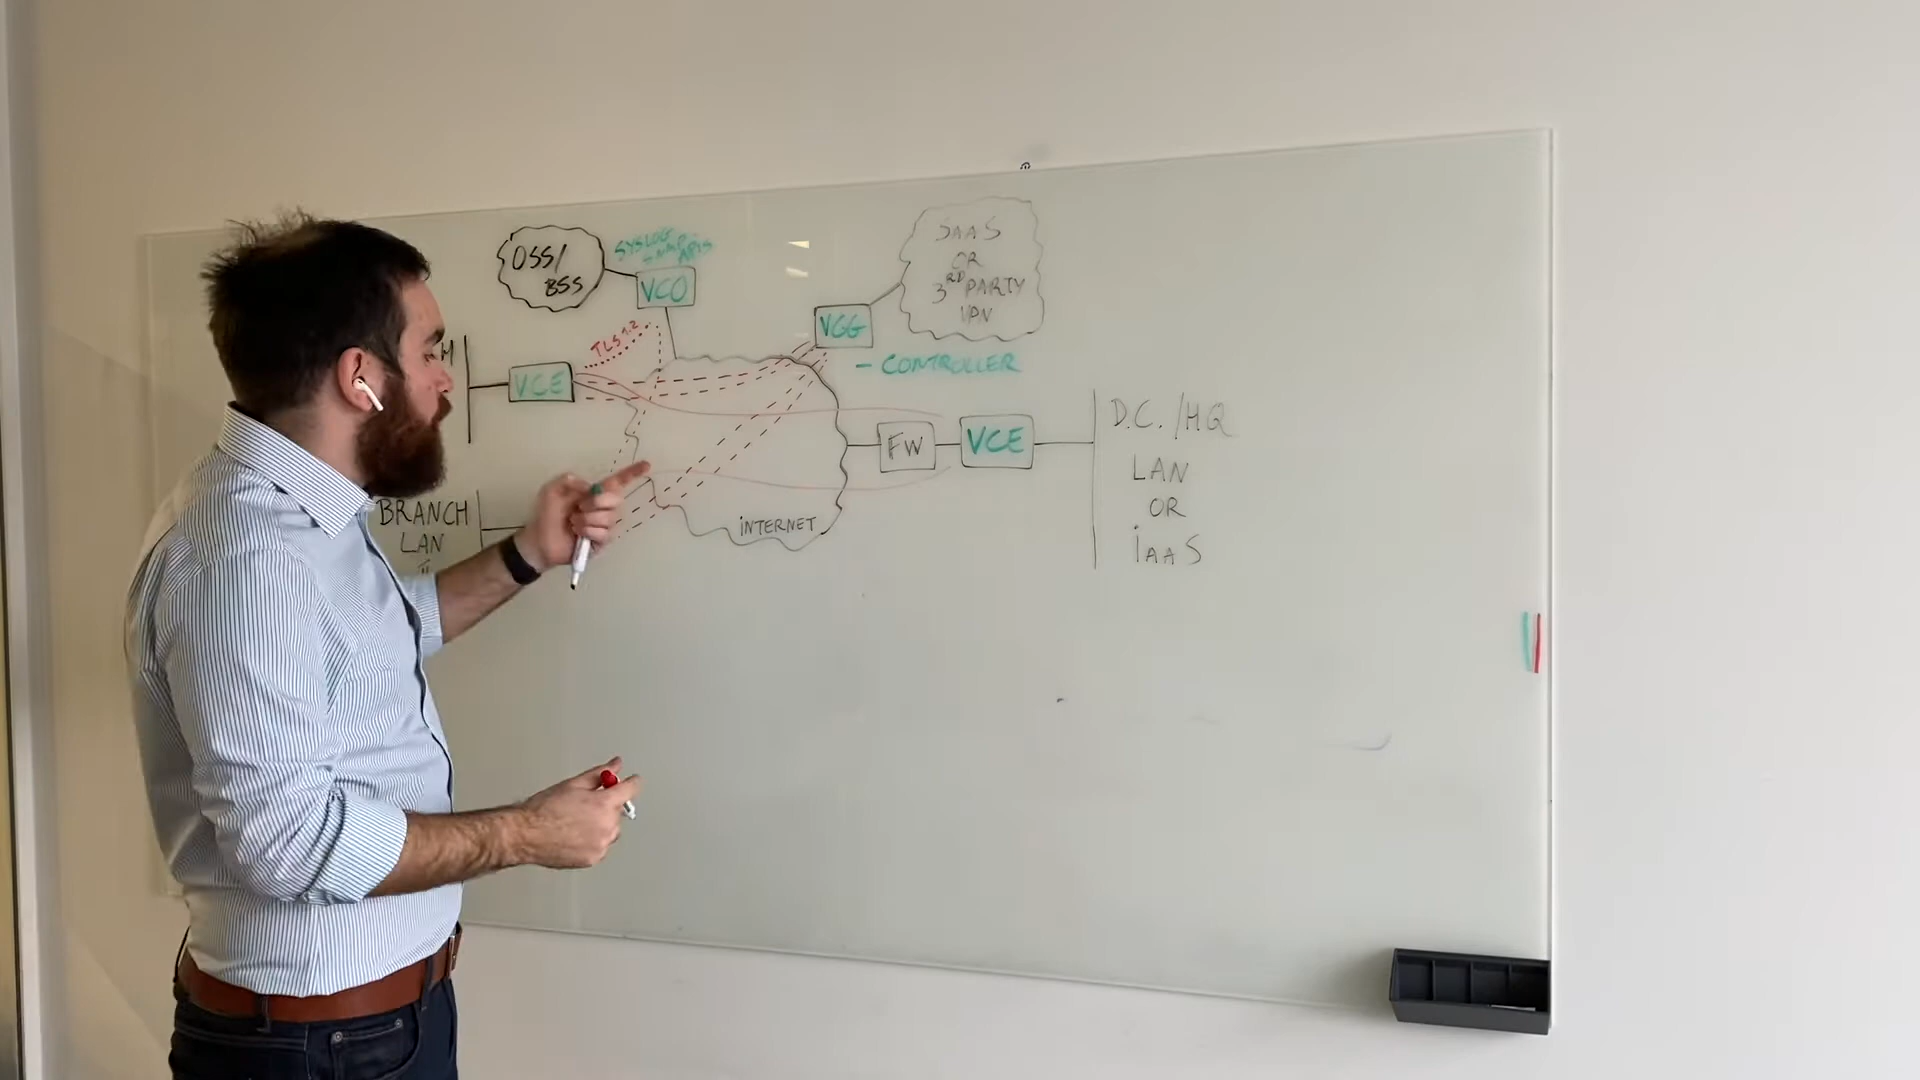 OSS/
BSS
SYSLOG
SNMP
APIS
VCO
SAAS
OR
3RD PARTY
VPN
VCG
- CONTROLLER
TLS 1.2
VCE
FW
VCE
D.C. /HQ
LAN
OR
iAAS
BRANCH
LAN
iNTERNET